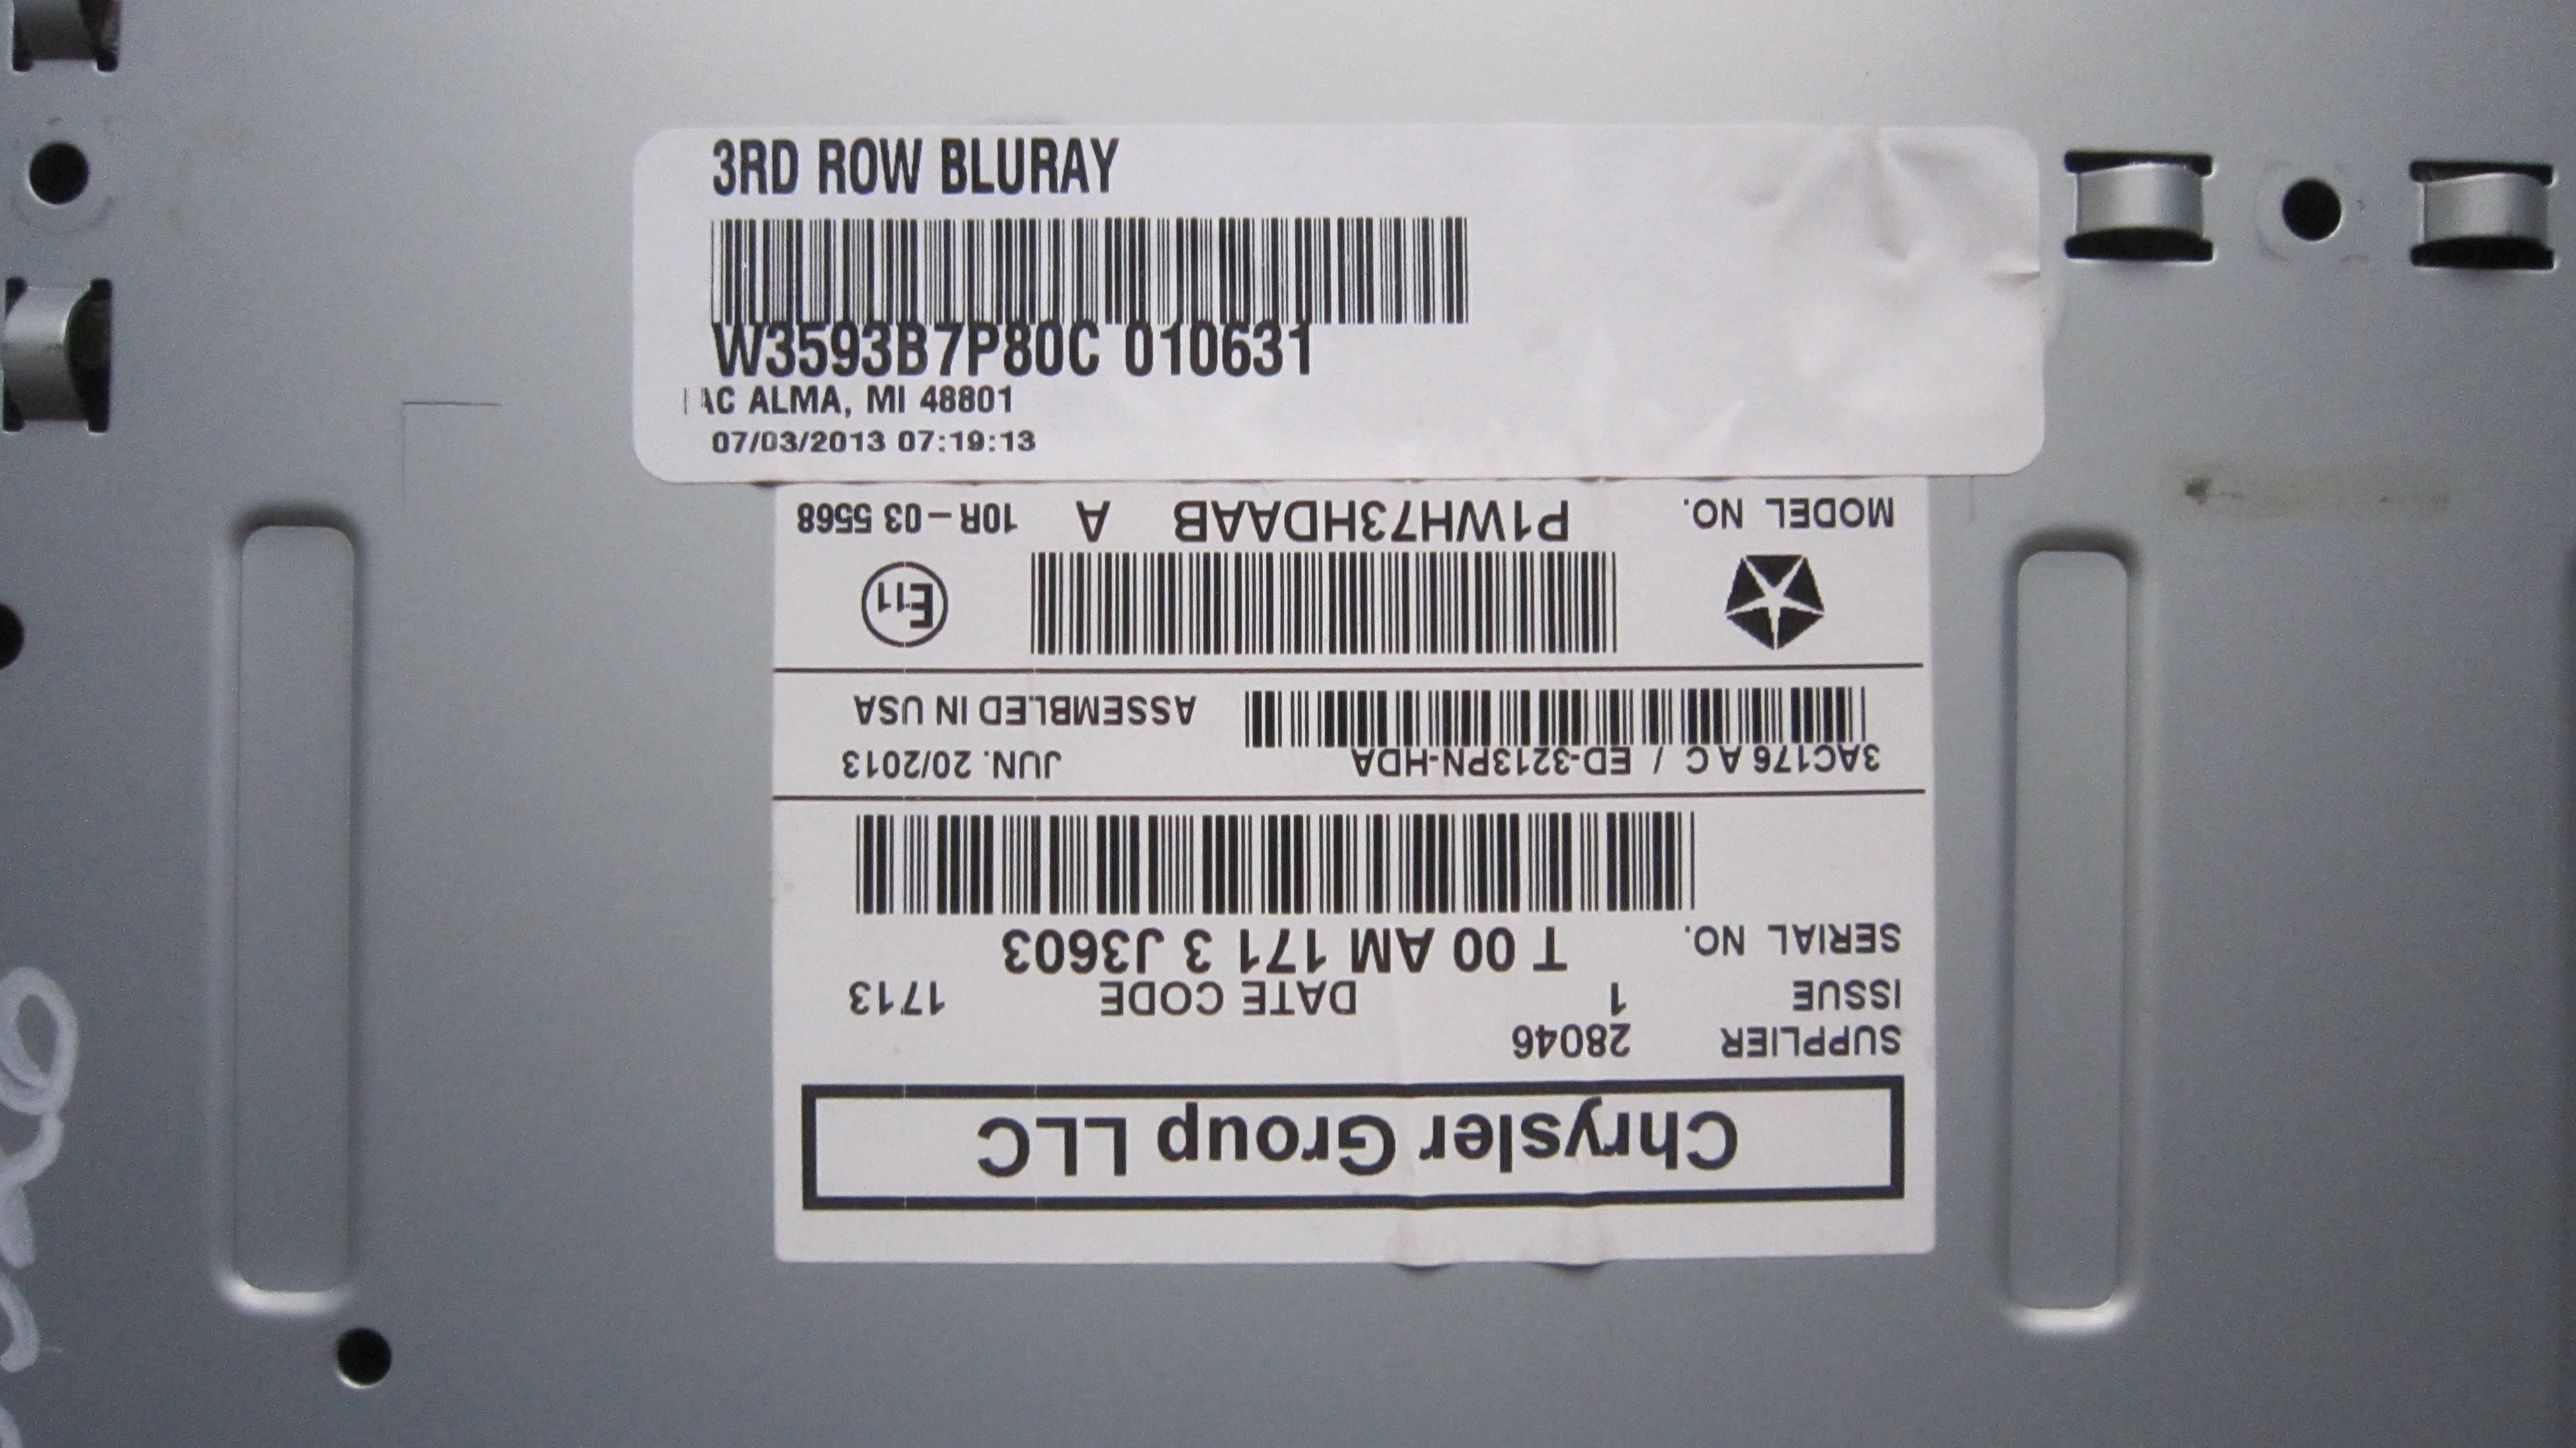 3RD ROW BLURAY
W3593B7P80C 010631
AC ALMA, MI 48801
07/03/2013 07:19:13
Chrysler Group LLC
SUPPLIER 28046
ISSUE 1 DATE CODE 1713
SERIAL NO. T 00 AM 171 3 J3603
3AC176 A C / ED-3213PN-HDA JUN. 20/2013
ASSEMBLED IN USA
E11
MODEL NO. P1WH73HDAAB A 10R-03 5568